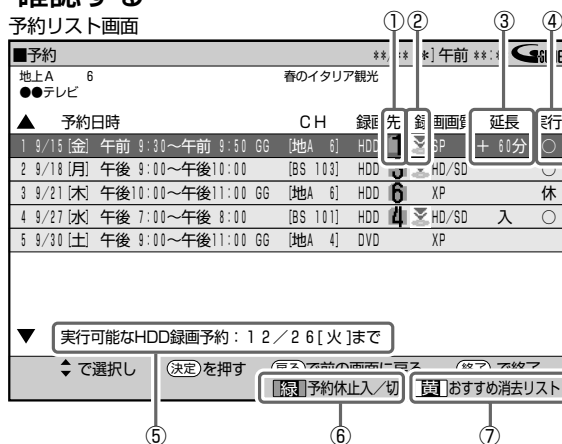 予約リスト画面
① ② ③ ④
■予約 **/** *]午前 **:*
地上A 6 春のイタリア観光
●●テレビ
▲ 予約日時 CH 録画先 録画画質 延長 実行
1 9/15[金] 午前 9:30～午前 9:50 GG [地A 6] HDD 1 SP ＋ 60分 ○
2 9/18[月] 午後 9:00～午後10:00 [BS 103] HDD HD/SD ○
3 9/21[木] 午後10:00～午後11:00 GG [地A 6] HDD 6 XP 休
4 9/27[水] 午後 7:00～午後 8:00 [BS 101] HDD 4 HD/SD 入 ○
5 9/30[土] 午後 9:00～午後11:00 GG [地A 4] DVD XP
▼ 実行可能なHDD録画予約：１２／２６[火]まで
で選択し 決定を押す 戻るで前の画面に戻る 終了で終了
緑 予約休止入／切 黄 おすすめ消去リスト
⑤ ⑥ ⑦